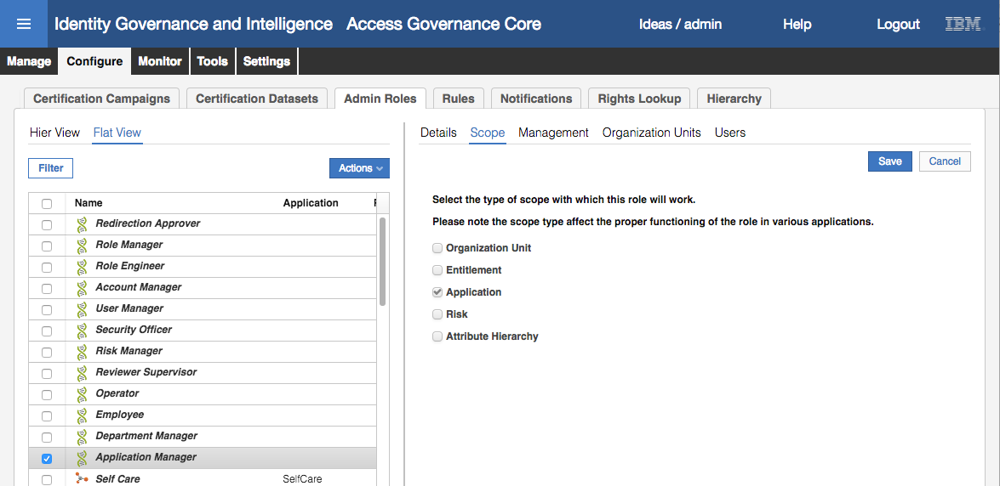 Identity Governance and Intelligence Access Governance Core Ideas / admin Help Logout IBM
Manage Configure Monitor Tools Settings
Certification Campaigns Certification Datasets Admin Roles Rules Notifications Rights Lookup Hierarchy
Hier View Flat View
Filter Actions
Name Application
Redirection Approver
Role Manager
Role Engineer
Account Manager
User Manager
Security Officer
Risk Manager
Reviewer Supervisor
Operator
Employee
Department Manager
Application Manager
Self Care SelfCare
Details Scope Management Organization Units Users
Save Cancel
Select the type of scope with which this role will work.
Please note the scope type affect the proper functioning of the role in various applications.
Organization Unit
Entitlement
Application
Risk
Attribute Hierarchy